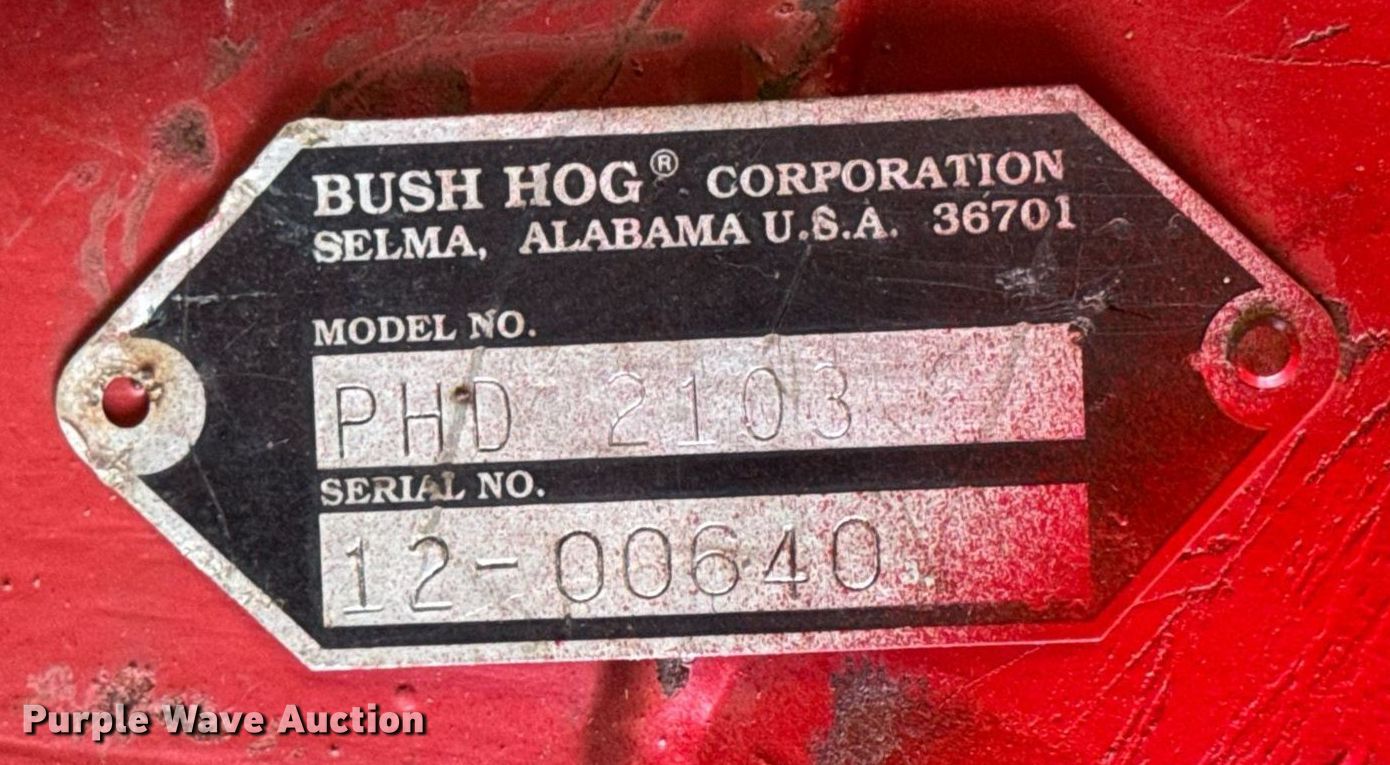 BUSH HOG® CORPORATION
SELMA, ALABAMA U.S.A. 36701
MODEL NO.
PHD 2103
SERIAL NO.
12-00640
Purple Wave Auction